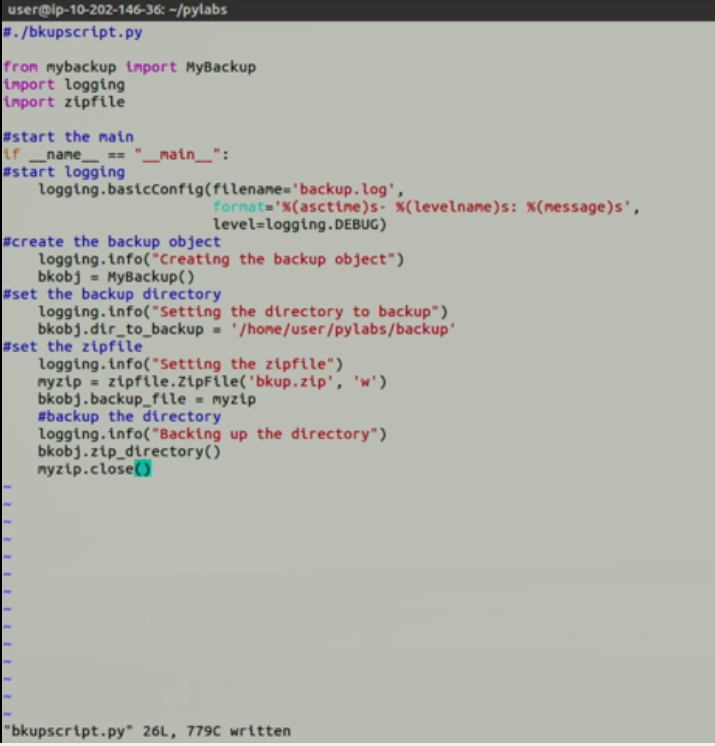 user@ip-10-202-146-36: ~/pylabs
#./bkupscript.py

from mybackup import MyBackup
import logging
import zipfile

#start the main
if __name__ == "__main__":
#start logging
    logging.basicConfig(filename='backup.log',
                        format='%(asctime)s- %(levelname)s: %(message)s',
                        level=logging.DEBUG)
#create the backup object
    logging.info("Creating the backup object")
    bkobj = MyBackup()
#set the backup directory
    logging.info("Setting the directory to backup")
    bkobj.dir_to_backup = '/home/user/pylabs/backup'
#set the zipfile
    logging.info("Setting the zipfile")
    myzip = zipfile.ZipFile('bkup.zip', 'w')
    bkobj.backup_file = myzip
    #backup the directory
    logging.info("Backing up the directory")
    bkobj.zip_directory()
    myzip.close()
~
~
~
~
~
~
~
~
~
~
~
~
~
~
"bkupscript.py" 26L, 779C written